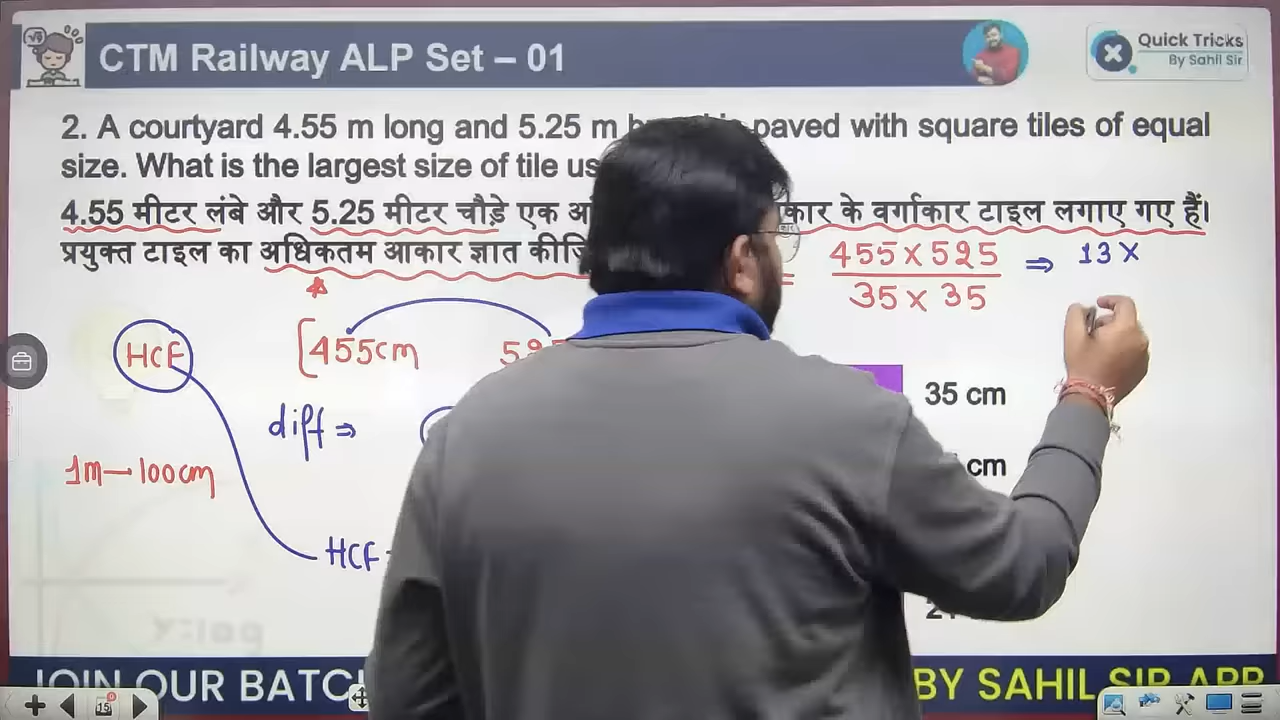 CTM Railway ALP Set – 01
Quick Tricks
By Sahil Sir
2. A courtyard 4.55 m long and 5.25 m paved with square tiles of equal
size. What is the largest size of tile
4.55 मीटर लंबे और 5.25 मीटर चौड़े एक के वर्गाकार टाइल लगाए गए हैं।
प्रयुक्त टाइल का अधिकतम आकार ज्ञात
= 455 × 525 / 35 × 35 ⇒ 13 ×
HCF
[455cm
diff ⇒
35 cm
cm
1m → 100cm
HCF
JOIN OUR BATCH BY SAHIL SIR APP
15